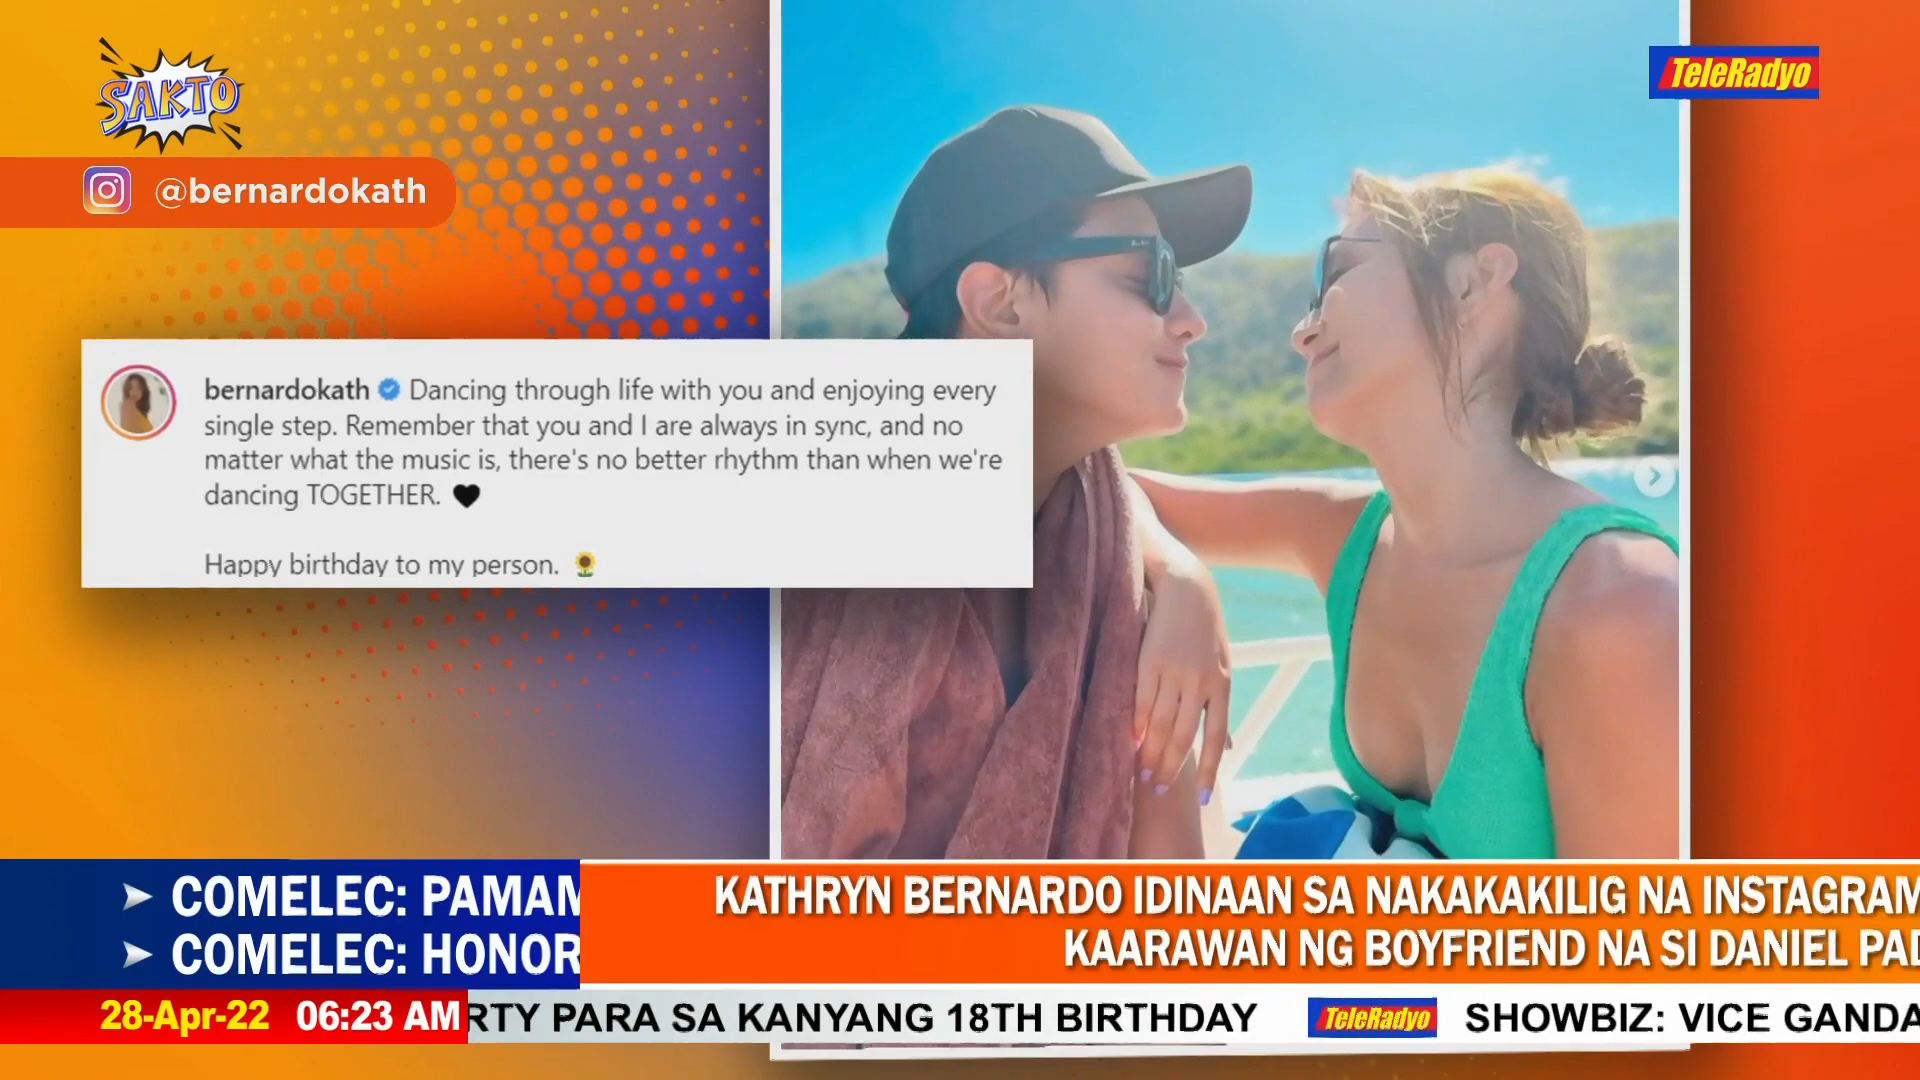 SAKTO
TeleRadyo
@bernardokath
bernardokath Dancing through life with you and enjoying every
single step. Remember that you and I are always in sync, and no
matter what the music is, there's no better rhythm than when we're
dancing TOGETHER. 🖤
Happy birthday to my person. 🌻
COMELEC: PAMAM
COMELEC: HONOR
KATHRYN BERNARDO IDINAAN SA NAKAKAKILIG NA INSTAGRAM
KAARAWAN NG BOYFRIEND NA SI DANIEL PAD
28-Apr-22 06:23 AM
RTY PARA SA KANYANG 18TH BIRTHDAY TeleRadyo SHOWBIZ: VICE GANDA